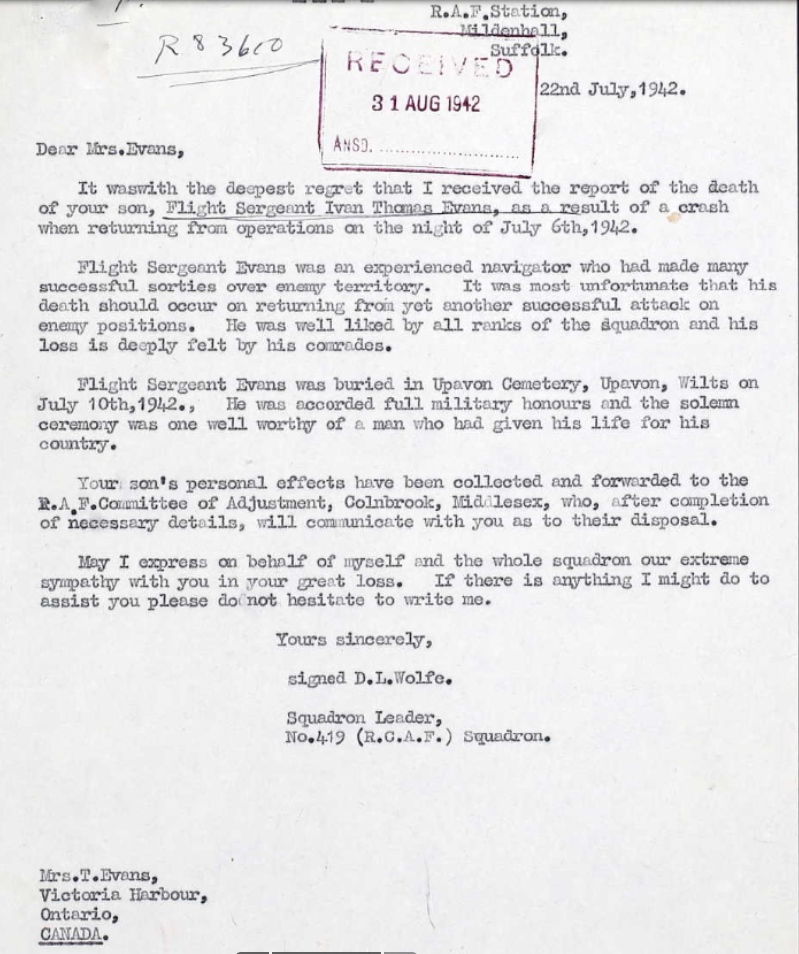 R.A.F.Station,
Mildenhall,
Suffolk.
R 83600
RECEIVED
31 AUG 1942
ANSD. ..............................
22nd July,1942.
Dear Mrs.Evans,
It waswith the deepest regret that I received the report of the death
of your son, Flight Sergeant Ivan Thomas Evans, as a result of a crash
when returning from operations on the night of July 6th,1942.
Flight Sergeant Evans was an experienced navigator who had made many
successful sorties over enemy territory. It was most unfortunate that his
death should occur on returning from yet another successful attack on
enemy positions. He was well liked by all ranks of the squadron and his
loss is deeply felt by his comrades.
Flight Sergeant Evans was buried in Upavon Cemetery, Upavon, Wilts on
July 10th,1942., He was accorded full military honours and the solemn
ceremony was one well worthy of a man who had given his life for his
country.
Your son's personal effects have been collected and forwarded to the
R.A.F.Committee of Adjustment, Colnbrook, Middlesex, who, after completion
of necessary details, will communicate with you as to their disposal.
May I express on behalf of myself and the whole squadron our extreme
sympathy with you in your great loss. If there is anything I might do to
assist you please do not hesitate to write me.
Yours sincerely,
signed D.L.Wolfe.
Squadron Leader,
No.419 (R.C.A.F.) Squadron.
Mrs.T.Evans,
Victoria Harbour,
Ontario,
CANADA.